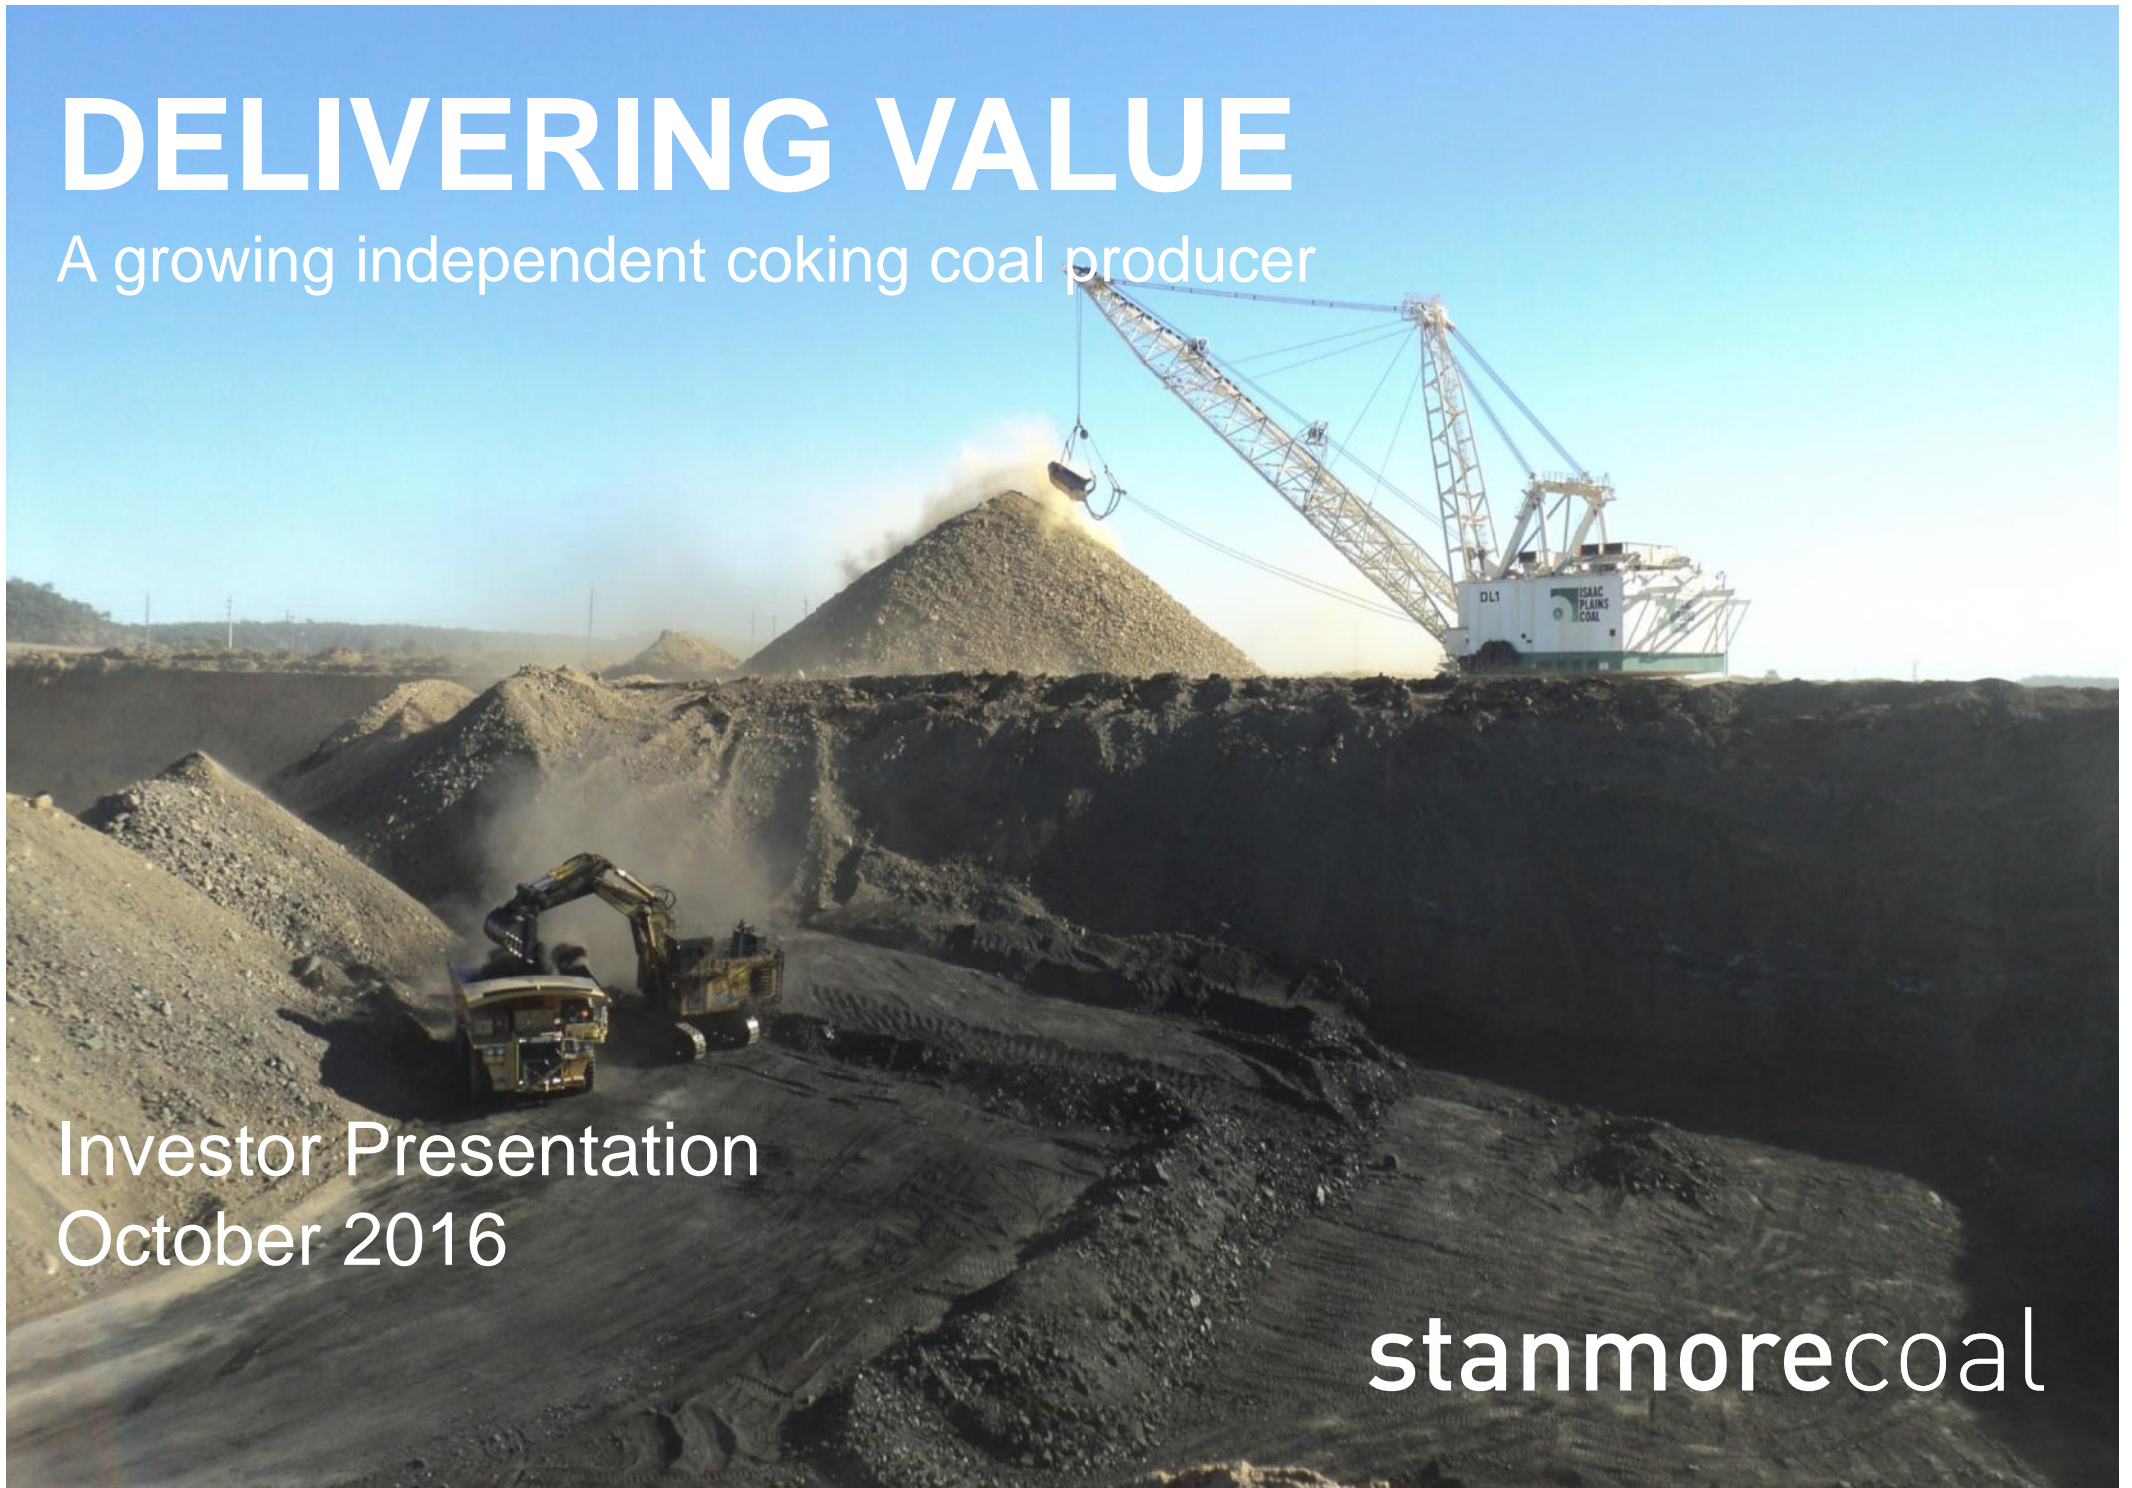 DELIVERING VALUE
A growing independent coking coal producer
DL1
ISAAC
PLAINS
COAL
Investor Presentation
October 2016
stanmorecoal